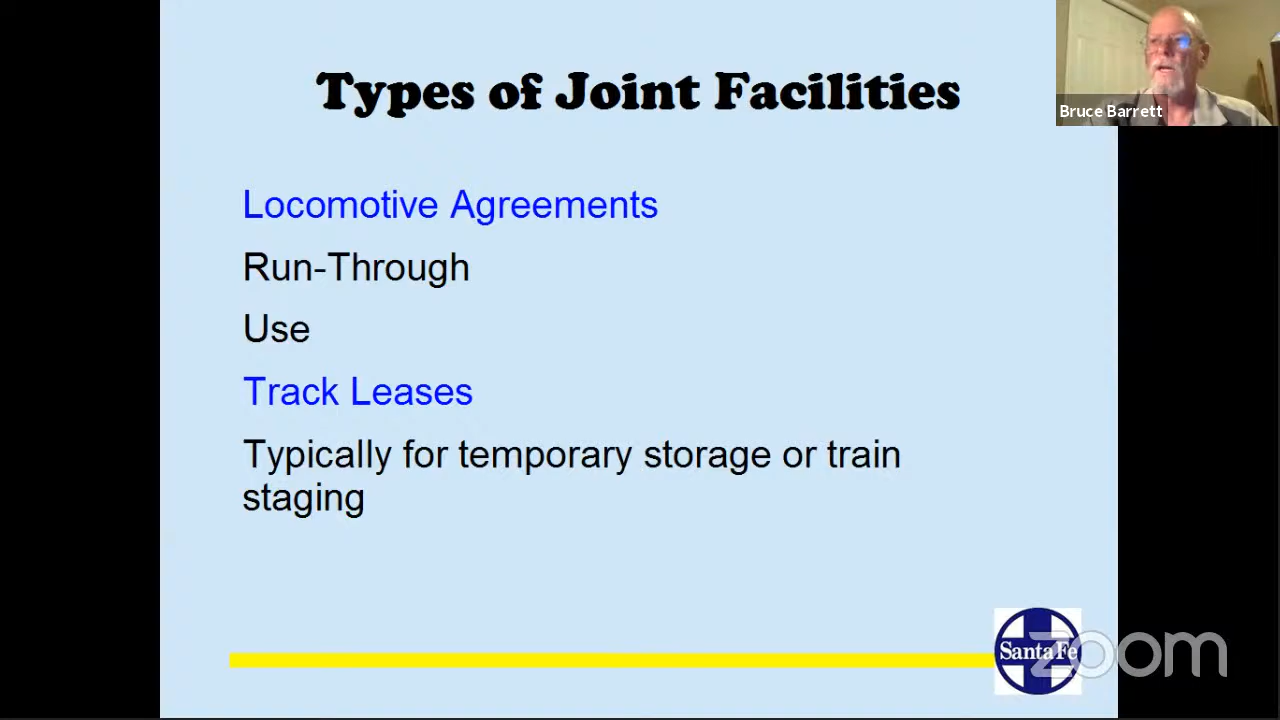 Types of Joint Facilities
Bruce Barrett
Locomotive Agreements
Run-Through
Use
Track Leases
Typically for temporary storage or train
staging
Santa Fe
zoom